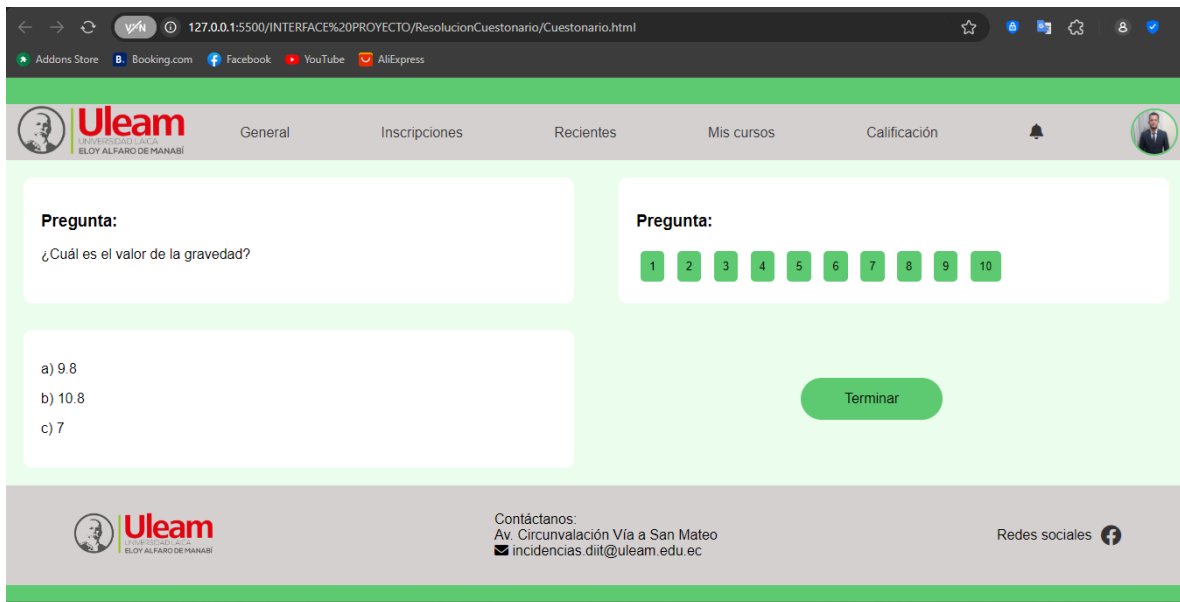 VPN
127.0.0.1:5500/INTERFACE%20PROYECTO/ResolucionCuestonario/Cuestonario.html
Addons Store B. Booking.com Facebook YouTube AliExpress
Uleam
UNIVERSIDAD LAICA
ELOY ALFARO DE MANABÍ
General Inscripciones Recientes Mis cursos Calificación
Pregunta:
¿Cuál es el valor de la gravedad?
Pregunta:
1 2 3 4 5 6 7 8 9 10
a) 9.8
b) 10.8
c) 7
Terminar
Uleam
UNIVERSIDAD LAICA
ELOY ALFARO DE MANABÍ
Contáctanos:
Av. Circunvalación Vía a San Mateo
incidencias.diit@uleam.edu.ec
Redes sociales